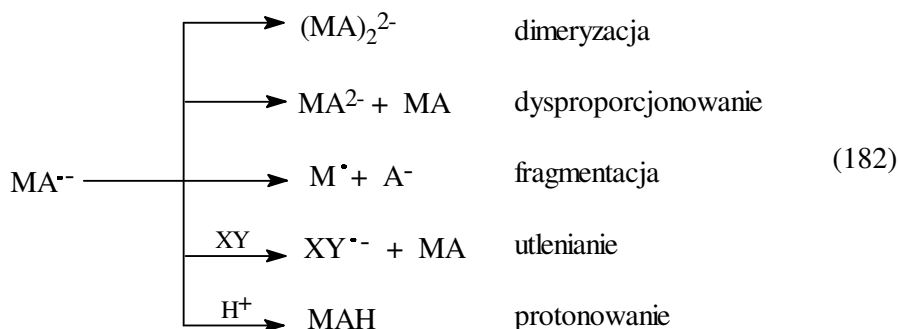 (MA)₂²⁻ dimeryzacja
MA²⁻ + MA dysproporcjonowanie
MA•⁻ M• + A⁻ fragmentacja (182)
XY XY•⁻ + MA utlenianie
H⁺ MAH protonowanie